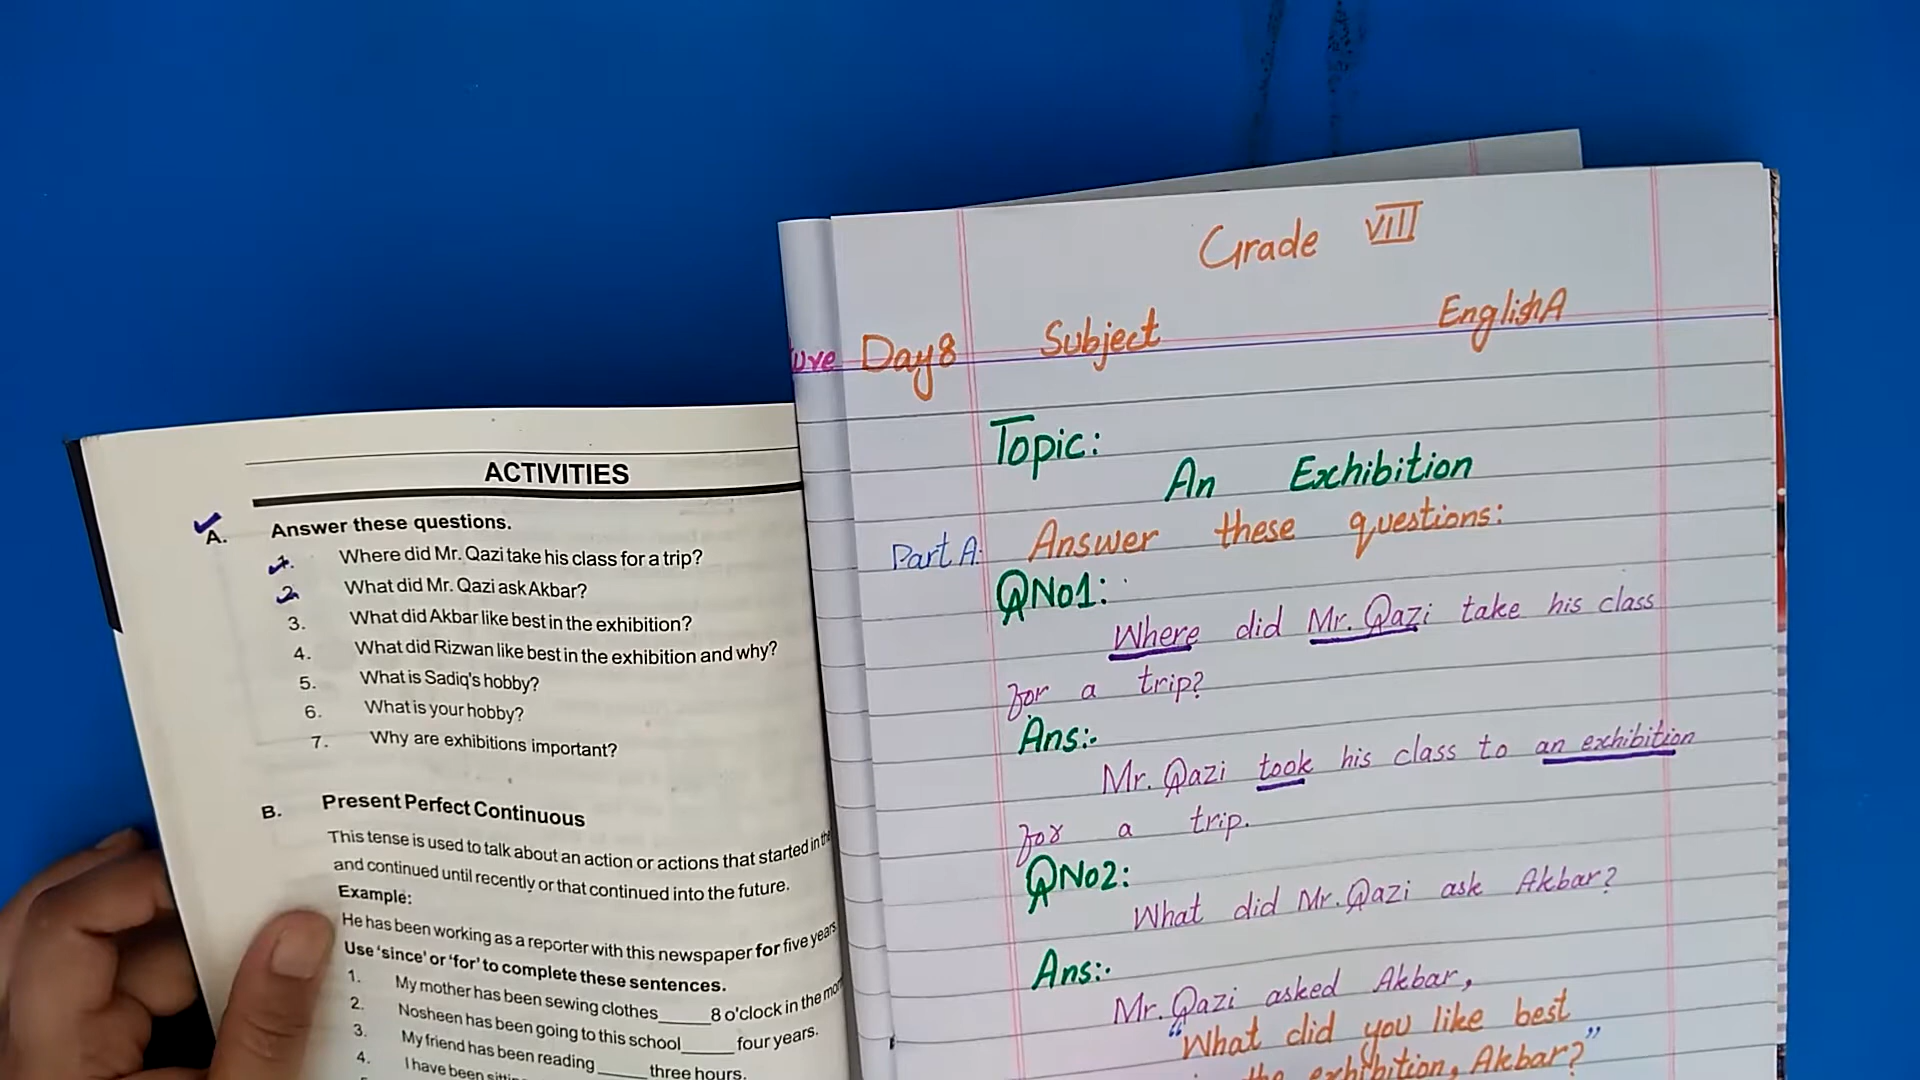 ACTIVITIES
A. Answer these questions.
1. Where did Mr. Qazi take his class for a trip?
2. What did Mr. Qazi ask Akbar?
3. What did Akbar like best in the exhibition?
4. What did Rizwan like best in the exhibition and why?
5. What is Sadiq's hobby?
6. What is your hobby?
7. Why are exhibitions important?
B. Present Perfect Continuous
This tense is used to talk about an action or actions that started in the
and continued until recently or that continued into the future.
Example:
He has been working as a reporter with this newspaper for five years
Use 'since' or 'for' to complete these sentences.
1. My mother has been sewing clothes _____ 8 o'clock in the
2. Nosheen has been going to this school _____ four years.
3. My friend has been reading _____ three hours.
4. I have been
Grade VIII
Day 8 Subject English A
Topic:
An Exhibition
Part A: Answer these questions:
QNo1:
Where did Mr. Qazi take his class
for a trip?
Ans:-
Mr. Qazi took his class to an exhibition
for a trip.
QNo2:
What did Mr. Qazi ask Akbar?
Ans:-
Mr. Qazi asked Akbar,
"What did you like best
the exhibition, Akbar?"